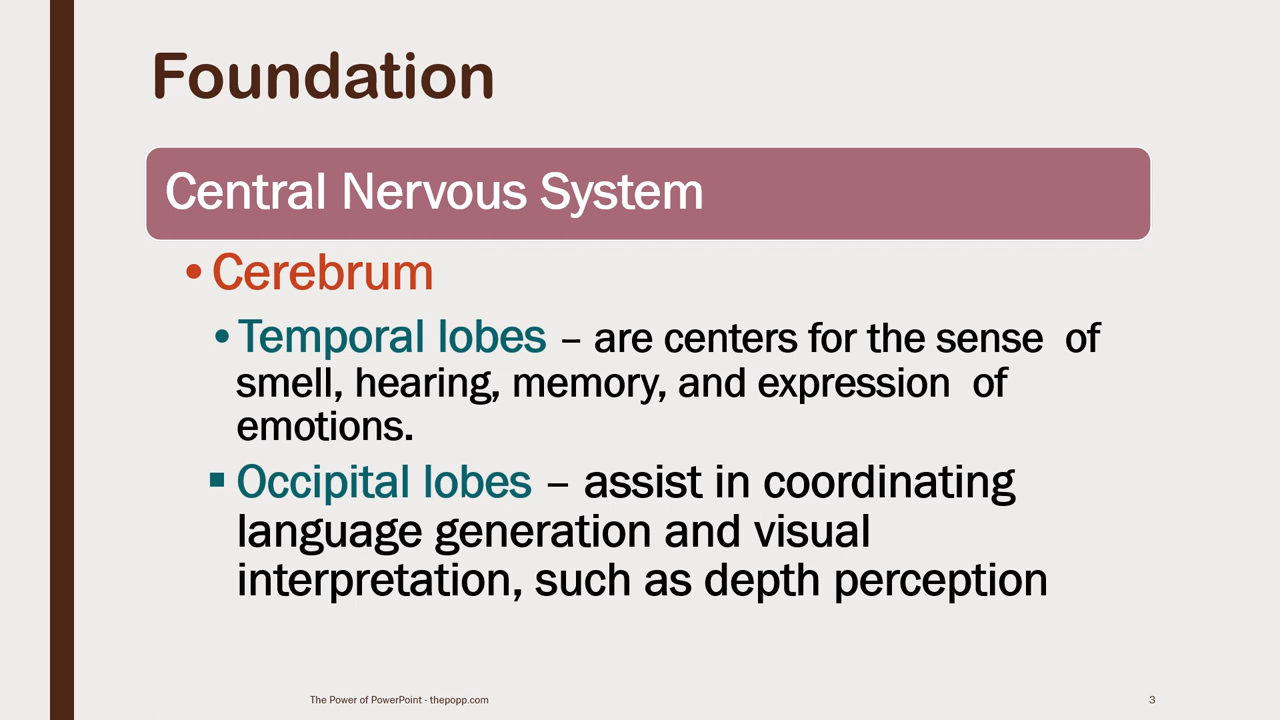 Foundation
Central Nervous System
• Cerebrum
• Temporal lobes – are centers for the sense  of
smell, hearing, memory, and expression  of
emotions.
▪ Occipital lobes – assist in coordinating
language generation and visual
interpretation, such as depth perception
The Power of PowerPoint - thepopp.com
3